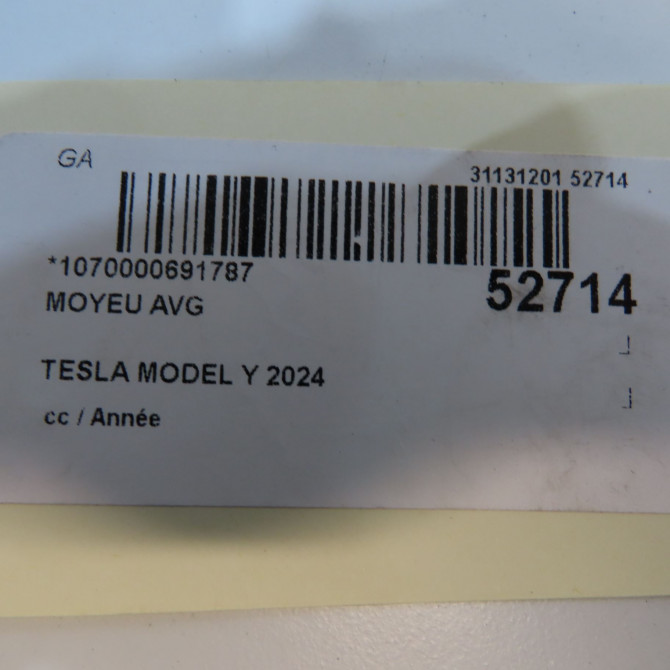 GA
31131201 52714
*1070000691787
52714
MOYEU AVG
TESLA MODEL Y 2024
cc / Année